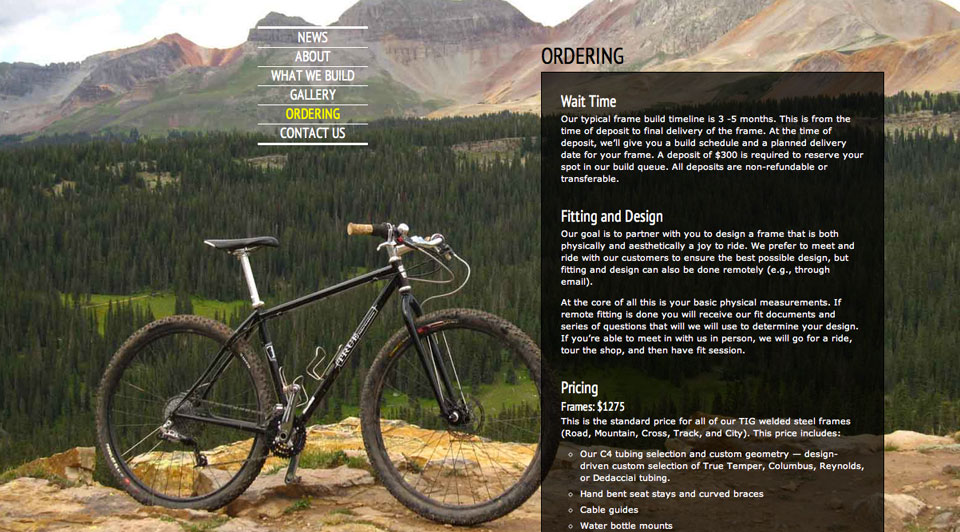 NEWS
ABOUT
WHAT WE BUILD
GALLERY
ORDERING
CONTACT US
ORDERING
Wait Time
Our typical frame build timeline is 3 -5 months. This is from the
time of deposit to final delivery of the frame. At the time of
deposit, we'll give you a build schedule and a planned delivery
date for your frame. A deposit of $300 is required to reserve your
spot in our build queue. All deposits are non-refundable or
transferable.
Fitting and Design
Our goal is to partner with you to design a frame that is both
physically and aesthetically a joy to ride. We prefer to meet and
ride with our customers to ensure the best possible design, but
fitting and design can also be done remotely (e.g., through
email).
At the core of all this is your basic physical measurements. If
remote fitting is done you will receive our fit documents and
series of questions that will we will use to determine your design.
If you're able to meet in with us in person, we will go for a ride,
tour the shop, and then have fit session.
Pricing
Frames: $1275
This is the standard price for all of our TIG welded steel frames
(Road, Mountain, Cross, Track, and City). This price includes:
Our C4 tubing selection and custom geometry — design-
driven custom selection of True Temper, Columbus, Reynolds,
or Dedacciai tubing.
Hand bent seat stays and curved braces
Cable guides
Water bottle mounts
TRUE